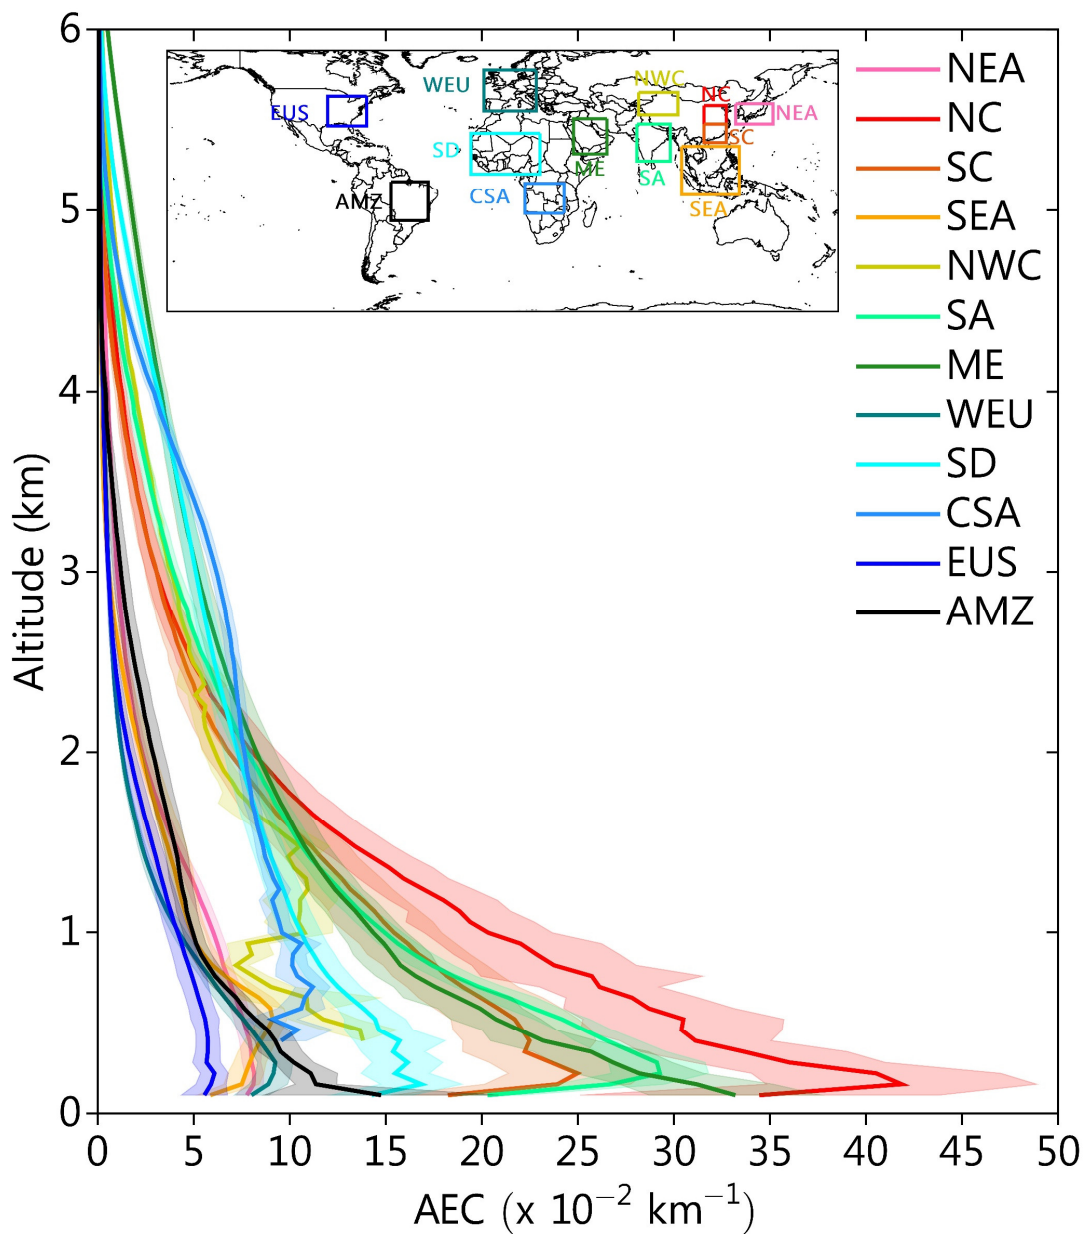 6
5
4
3
2
1
0
Altitude (km)
0 5 10 15 20 25 30 35 40 45 50
AEC (x 10⁻² km⁻¹)
EUS
WEU
NWC
NC
NEA
SC
SD
ME
SA
AMZ
CSA
SEA
NEA
NC
SC
SEA
NWC
SA
ME
WEU
SD
CSA
EUS
AMZ